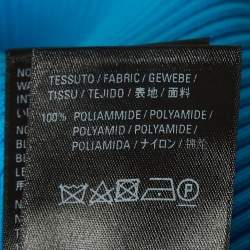 TESSUTO / FABRIC / GEWEBE /
TISSU / TEJIDO / 表地 / 面料
100% POLIAMMIDE / POLYAMIDE /
POLYAMID / POLYAMIDE /
POLIAMIDA / ナイロン / 锦纶